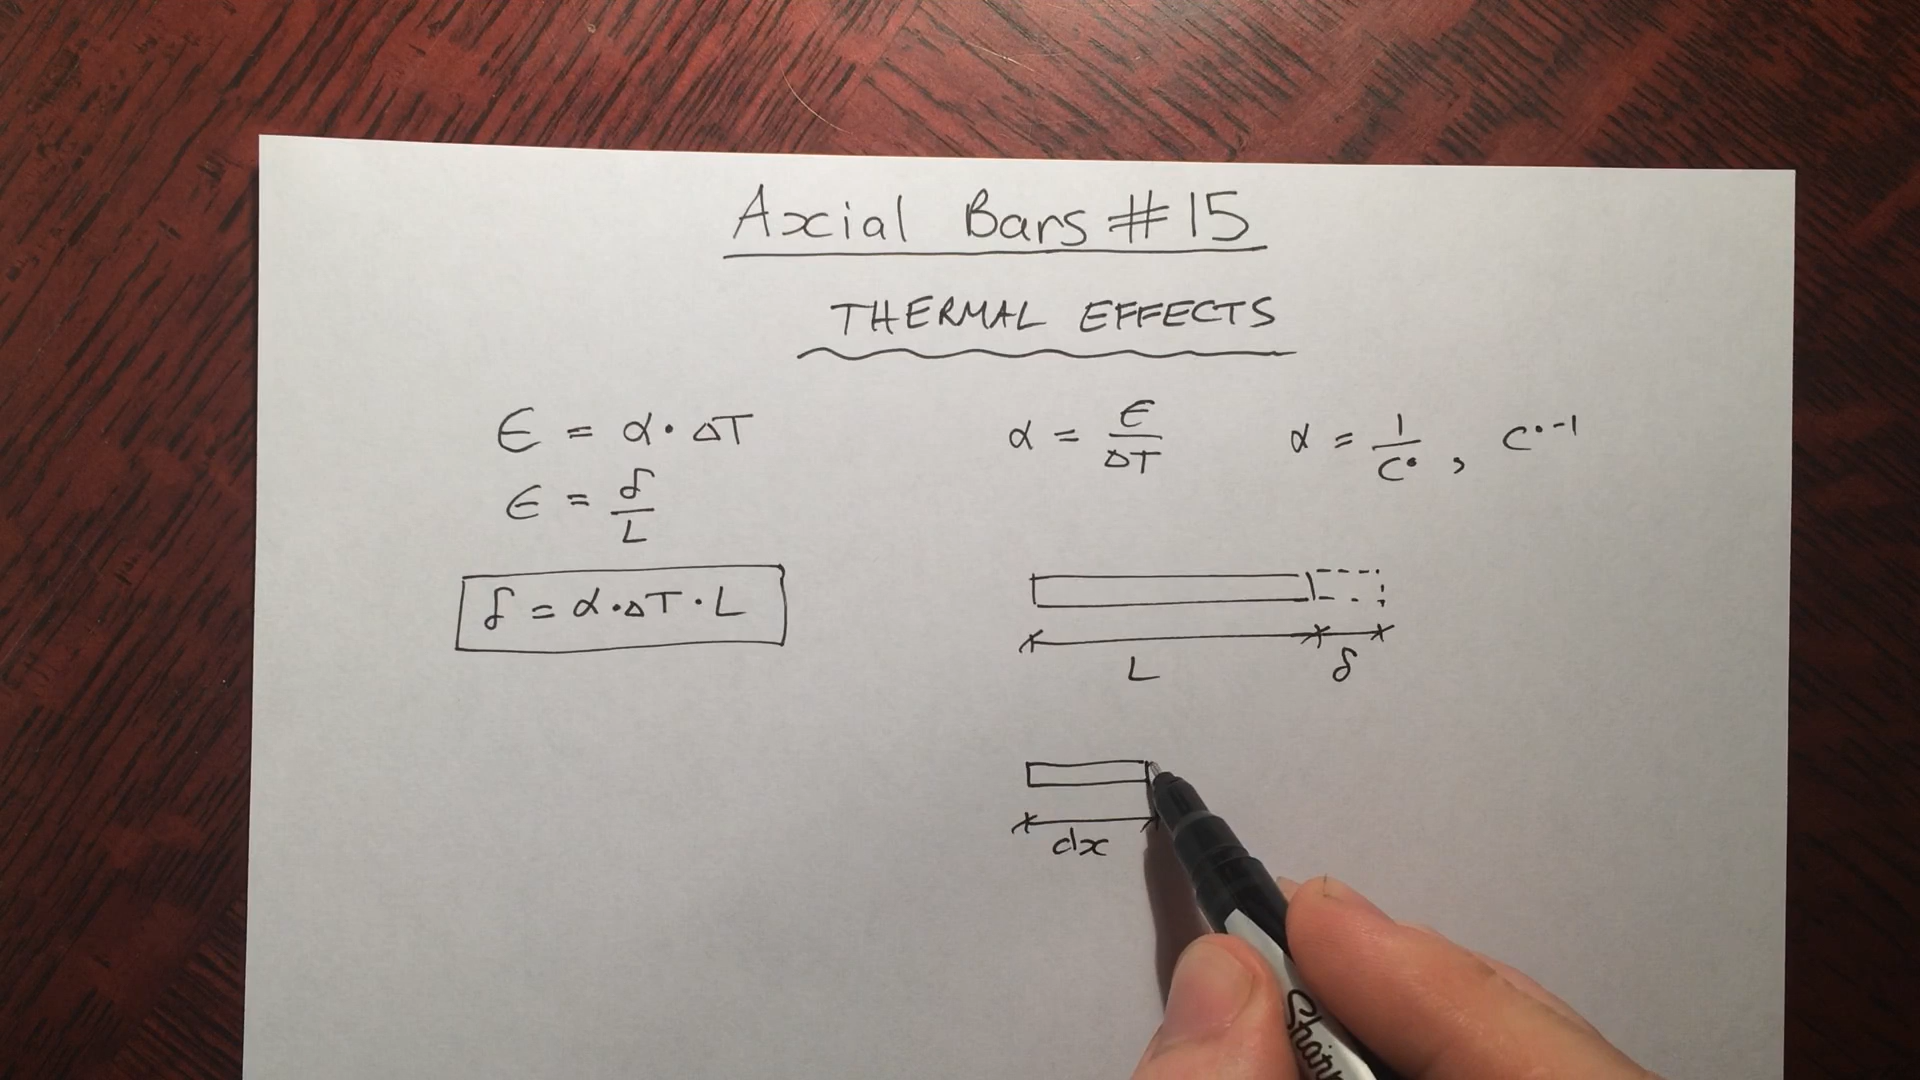 Axial Bars #15
THERMAL EFFECTS
ϵ = α · ΔT
α = ϵ/ΔT
α = 1/C° , C°⁻¹
ϵ = δ/L
δ = α · ΔT · L
L
δ
dx